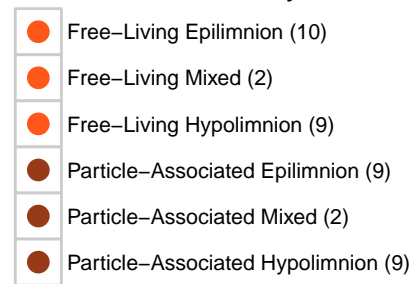 Free−Living Epilimnion (10)
Free−Living Mixed (2)
Free−Living Hypolimnion (9)
Particle−Associated Epilimnion (9)
Particle−Associated Mixed (2)
Particle−Associated Hypolimnion (9)